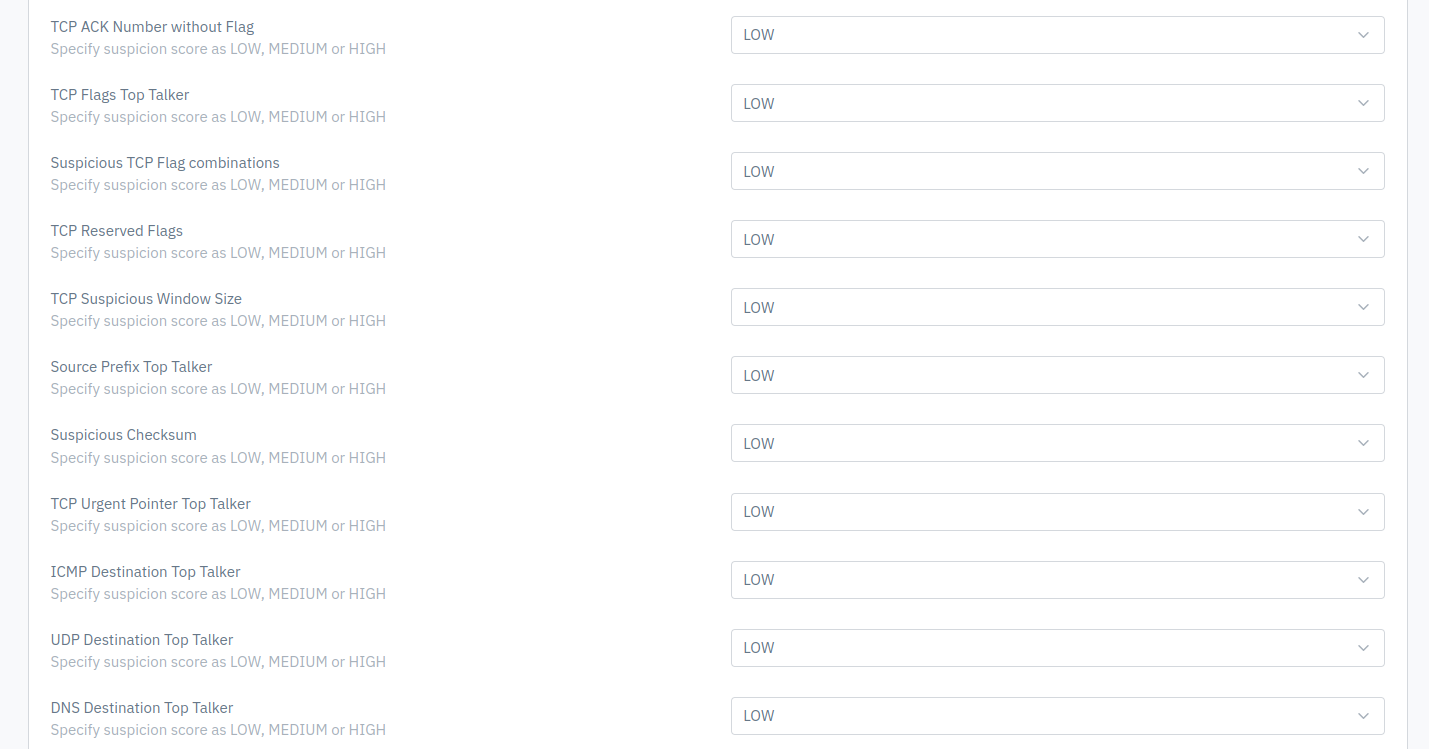 TCP ACK Number without Flag
Specify suspicion score as LOW, MEDIUM or HIGH
LOW
TCP Flags Top Talker
Specify suspicion score as LOW, MEDIUM or HIGH
LOW
Suspicious TCP Flag combinations
Specify suspicion score as LOW, MEDIUM or HIGH
LOW
TCP Reserved Flags
Specify suspicion score as LOW, MEDIUM or HIGH
LOW
TCP Suspicious Window Size
Specify suspicion score as LOW, MEDIUM or HIGH
LOW
Source Prefix Top Talker
Specify suspicion score as LOW, MEDIUM or HIGH
LOW
Suspicious Checksum
Specify suspicion score as LOW, MEDIUM or HIGH
LOW
TCP Urgent Pointer Top Talker
Specify suspicion score as LOW, MEDIUM or HIGH
LOW
ICMP Destination Top Talker
Specify suspicion score as LOW, MEDIUM or HIGH
LOW
UDP Destination Top Talker
Specify suspicion score as LOW, MEDIUM or HIGH
LOW
DNS Destination Top Talker
Specify suspicion score as LOW, MEDIUM or HIGH
LOW